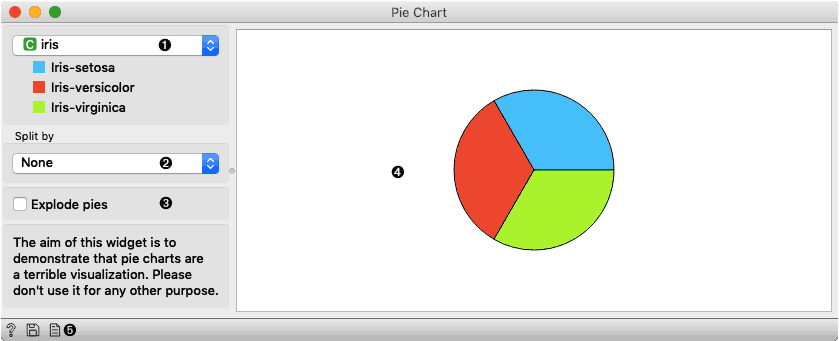 Pie Chart
C iris ❶
Iris-setosa
Iris-versicolor
Iris-virginica
Split by
None ❷
Explode pies ❸
The aim of this widget is to
demonstrate that pie charts are
a terrible visualization. Please
don't use it for any other purpose.
❹
? ❺